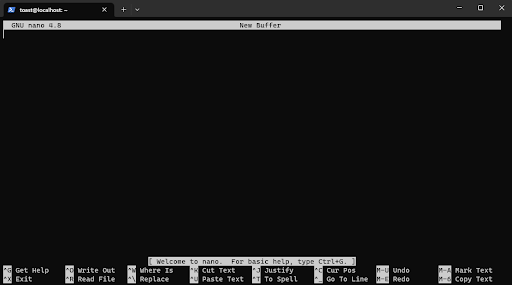 toast@localhost: ~
GNU nano 4.8 New Buffer
[ Welcome to nano. For basic help, type Ctrl+G. ]
^G Get Help ^O Write Out ^W Where Is ^K Cut Text ^J Justify ^C Cur Pos M-U Undo M-A Mark Text
^X Exit ^R Read File ^\ Replace ^U Paste Text ^T To Spell ^_ Go To Line M-E Redo M-6 Copy Text